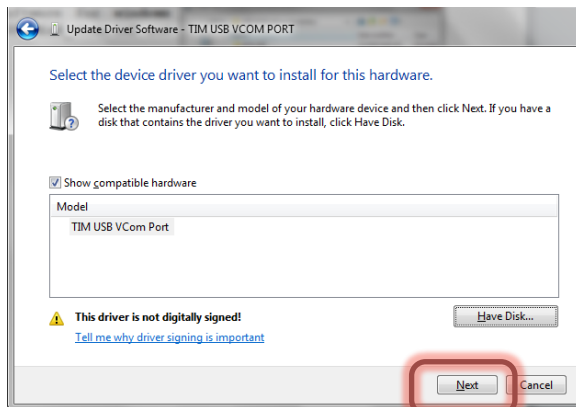 Update Driver Software - TIM USB VCOM PORT
Select the device driver you want to install for this hardware.
Select the manufacturer and model of your hardware device and then click Next. If you have a
disk that contains the driver you want to install, click Have Disk.
Show compatible hardware
Model
TIM USB VCom Port
This driver is not digitally signed!
Have Disk...
Tell me why driver signing is important
Next
Cancel